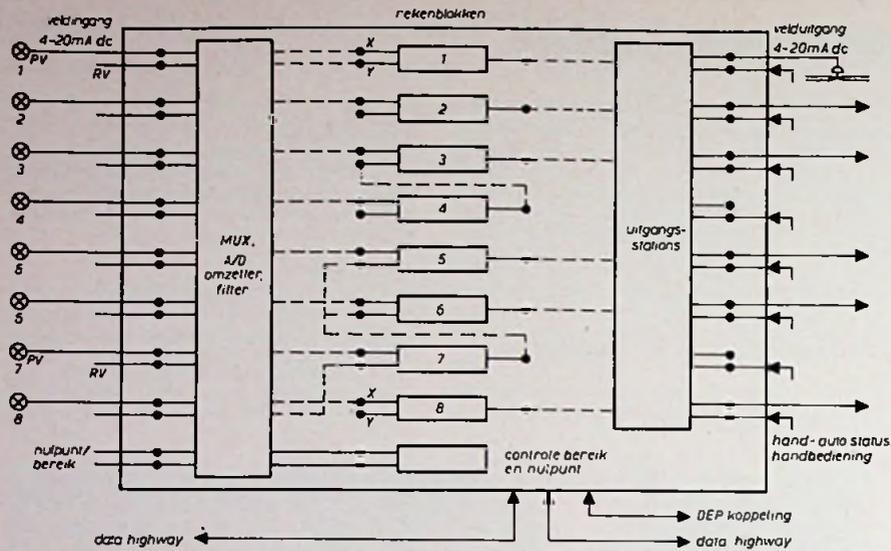 rekenblokken
veldingang
4-20mA dc
velduitgang
4-20mA dc
PV
1
RV
2
3
4
6
5
7
PV
RV
8
nulpunt/
bereik
MUX,
A/D
omzetter,
filter
X
Y
1
2
3
4
5
6
7
X
Y
8
controle bereik
en nulpunt
uitgangs-
stations
hand-auto status
handbediening
DEP koppeling
data highway
data highway